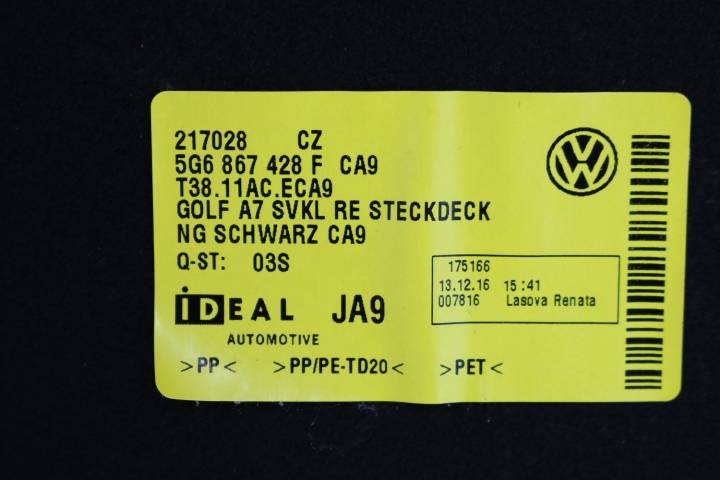 217028 CZ
5G6 867 428 F CA9
T38.11AC.ECA9
GOLF A7 SVKL RE STECKDECK
NG SCHWARZ CA9
Q-ST: 03S
175166
13.12.16 15:41
007816 Lasova Renata
iDEAL JA9
AUTOMOTIVE
>PP< >PP/PE-TD20< >PET<